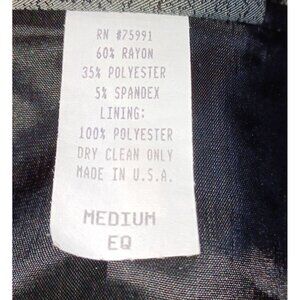 RN #75991
60% RAYON
35% POLYESTER
5% SPANDEX
LINING:
100% POLYESTER
DRY CLEAN ONLY
MADE IN U.S.A.
MEDIUM
EQ